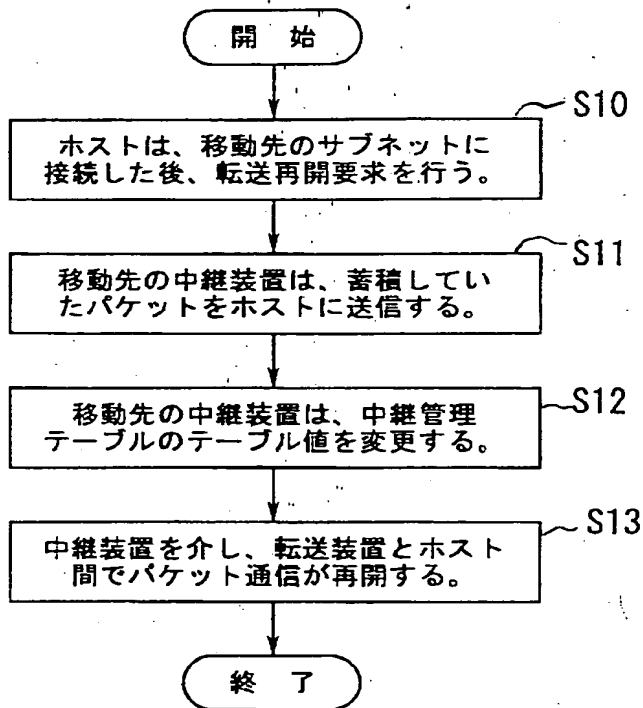 開 始
S10
ホストは、移動先のサブネットに
接続した後、転送再開要求を行う。
S11
移動先の中継装置は、蓄積してい
たパケットをホストに送信する。
S12
移動先の中継装置は、中継管理
テーブルのテーブル値を変更する。
S13
中継装置を介し、転送装置とホスト
間でパケット通信が再開する。
終 了